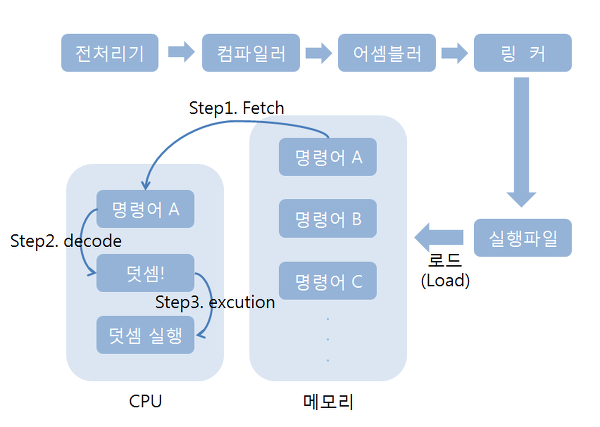 전처리기
컴파일러
어셈블러
링 커
Step1. Fetch
명령어 A
명령어 A
명령어 B
실행파일
Step2. decode
로드
(Load)
덧셈!
명령어 C
Step3. excution
덧셈 실행
.
.
.
CPU
메모리